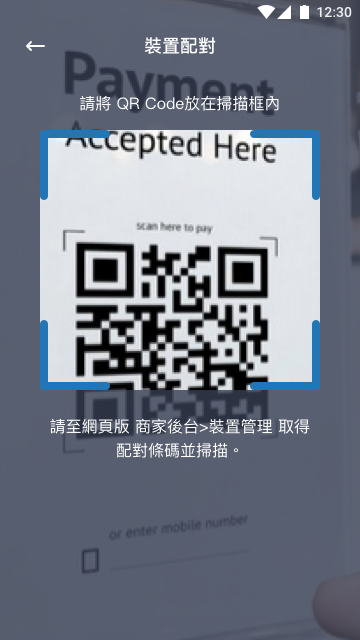 12:30
裝置配對
Payment
請將 QR Code放在掃描框內
Accepted Here
scan here to pay
請至網頁版 商家後台>裝置管理 取得
配對條碼並掃描。
or enter mobile number